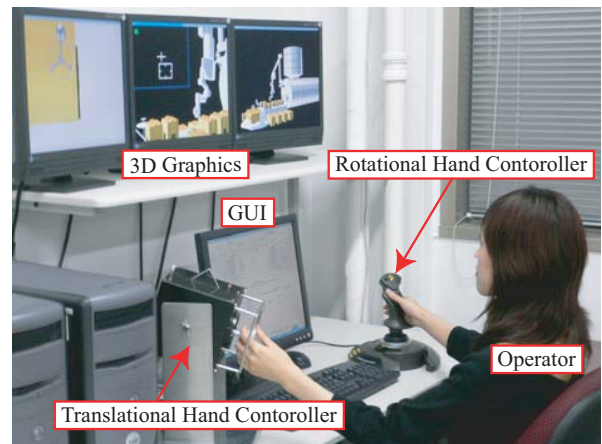 3D Graphics
Rotational Hand Contoroller
GUI
Operator
Translational Hand Contoroller